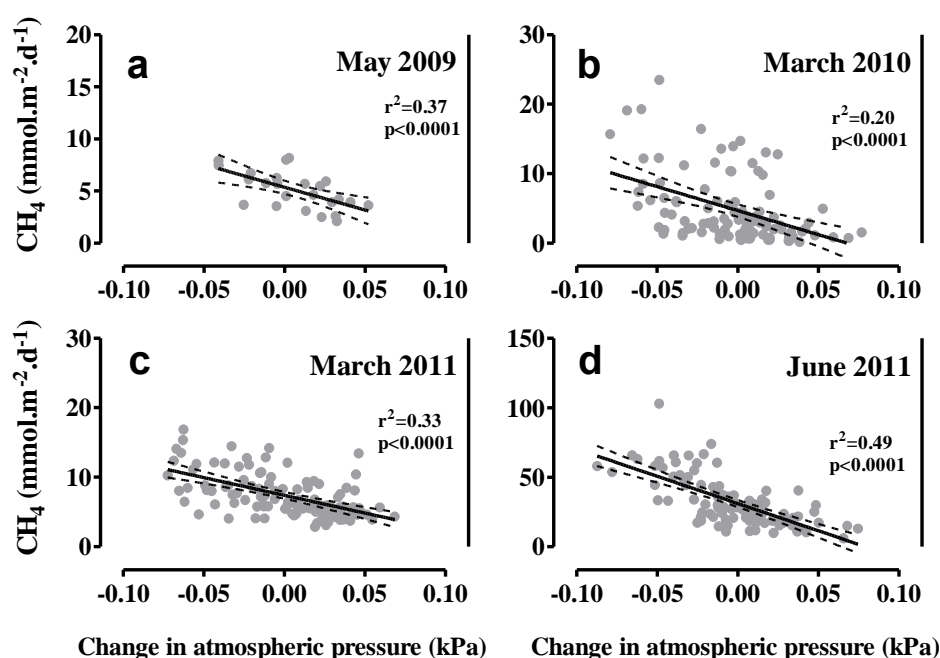 a
May 2009
r²=0.37
p<0.0001
CH₄ (mmol.m⁻².d⁻¹)
20
15
10
5
0
-0.10 -0.05 0.00 0.05 0.10
b
March 2010
r²=0.20
p<0.0001
30
20
10
0
-0.10 -0.05 0.00 0.05 0.10
c
March 2011
r²=0.33
p<0.0001
CH₄ (mmol.m⁻².d⁻¹)
30
20
10
0
-0.10 -0.05 0.00 0.05 0.10
Change in atmospheric pressure (kPa)
d
June 2011
r²=0.49
p<0.0001
150
100
50
0
-0.10 -0.05 0.00 0.05 0.10
Change in atmospheric pressure (kPa)